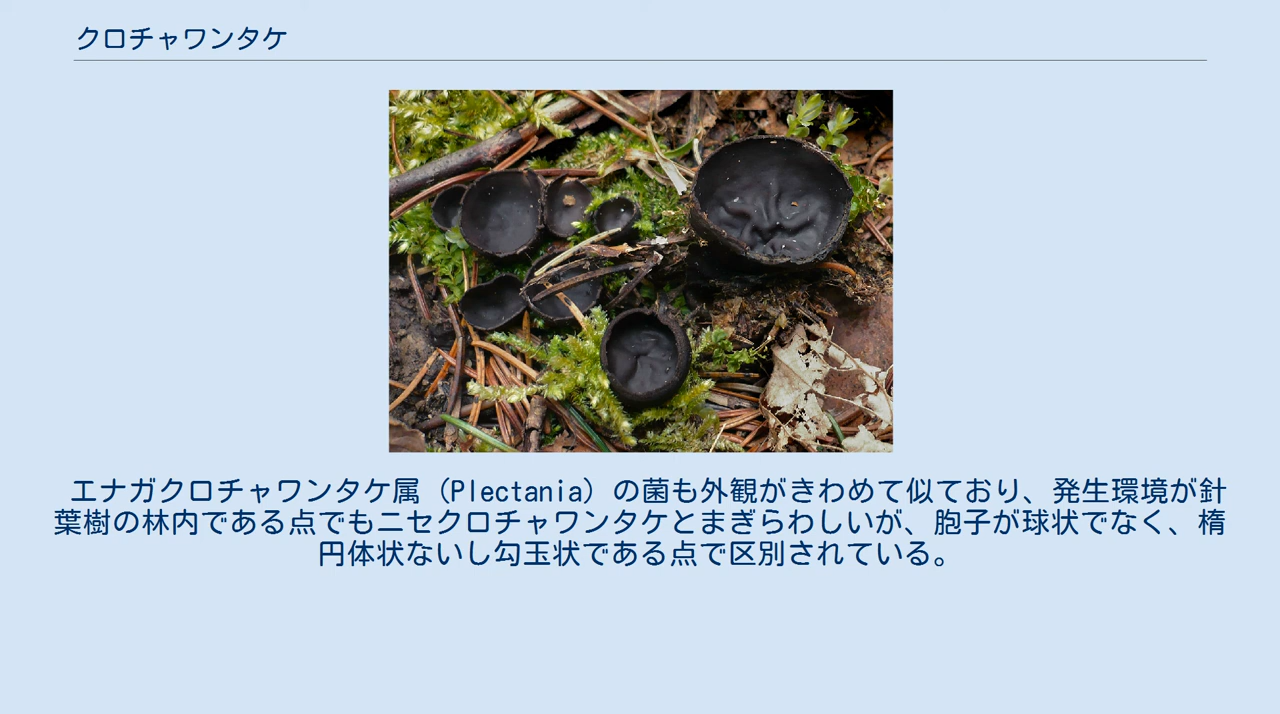 クロチャワンタケ
エナガクロチャワンタケ属（Plectania）の菌も外観がきわめて似ており、発生環境が針
葉樹の林内である点でもニセクロチャワンタケとまぎらわしいが、胞子が球状でなく、楕
円体状ないし勾玉状である点で区別されている。